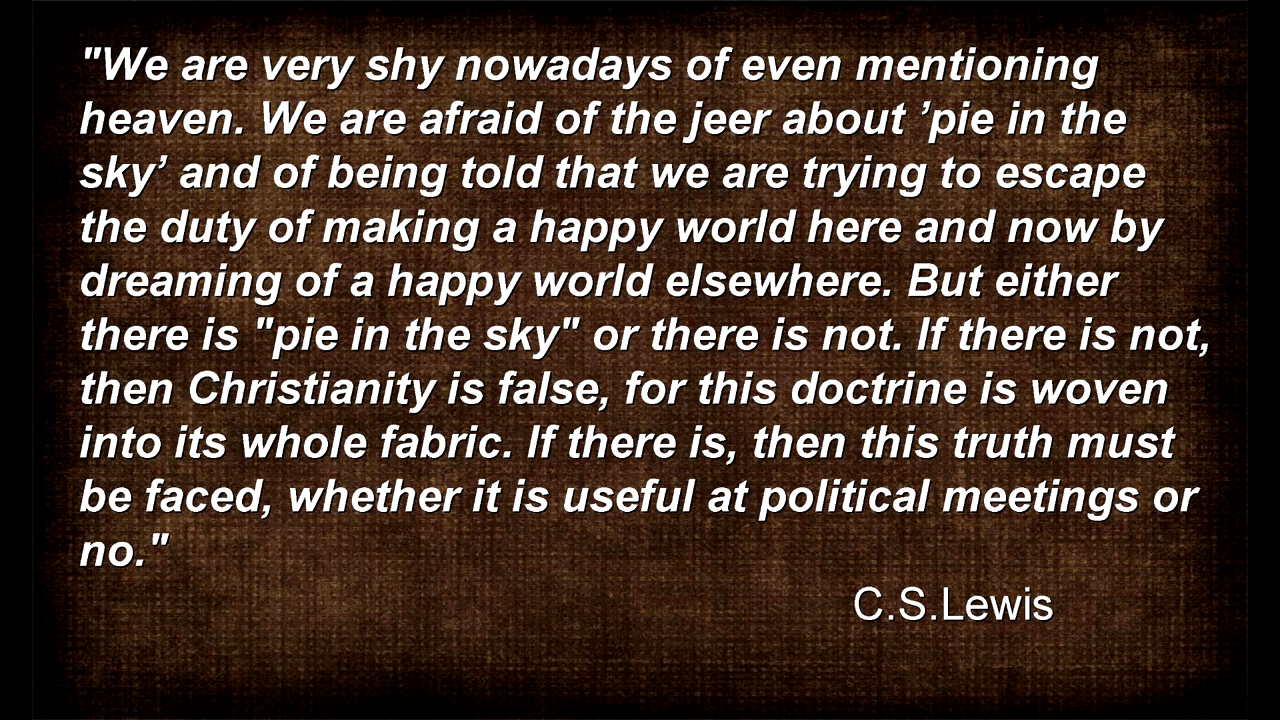 "We are very shy nowadays of even mentioning
heaven. We are afraid of the jeer about ’pie in the
sky’ and of being told that we are trying to escape
the duty of making a happy world here and now by
dreaming of a happy world elsewhere. But either
there is "pie in the sky" or there is not. If there is not,
then Christianity is false, for this doctrine is woven
into its whole fabric. If there is, then this truth must
be faced, whether it is useful at political meetings or
no."
C.S.Lewis